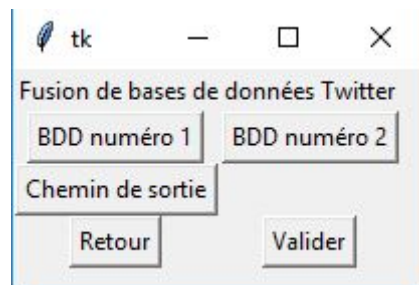 tk
Fusion de bases de données Twitter
BDD numéro 1 BDD numéro 2
Chemin de sortie
Retour Valider